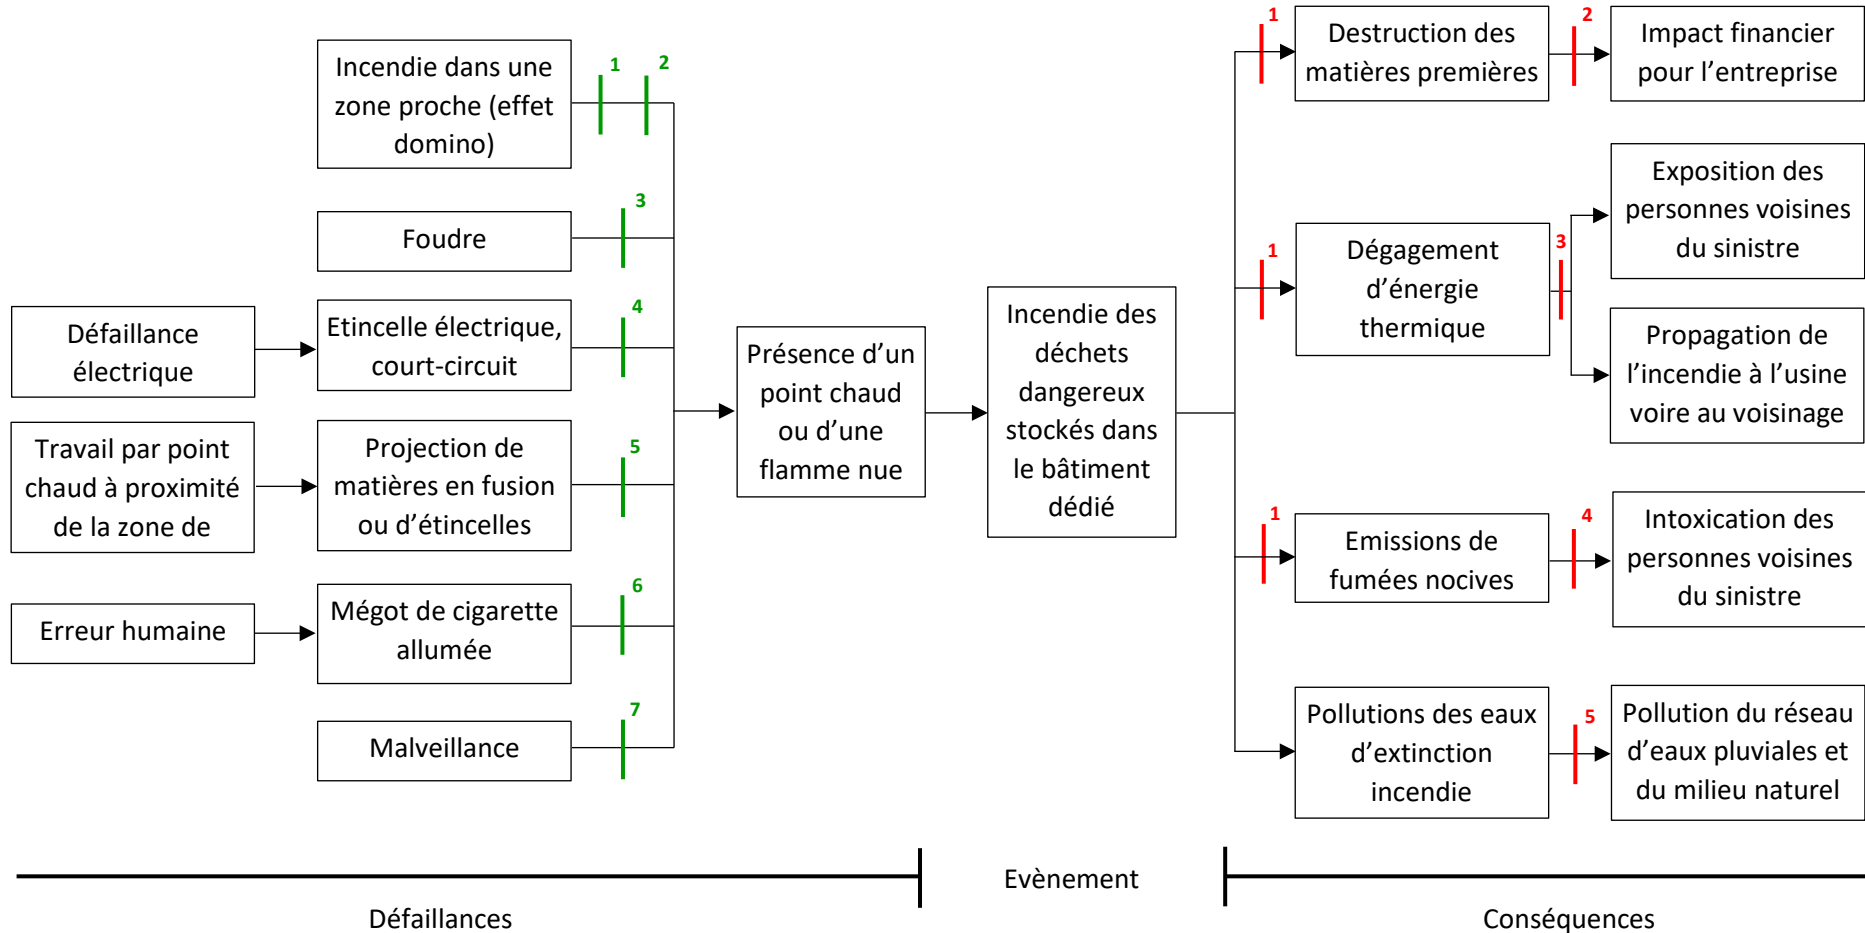 Incendie dans une
zone proche (effet
domino)
1
2
Foudre
3
Défaillance
électrique
Etincelle électrique,
court-circuit
4
Travail par point
chaud à proximité
de la zone de
Projection de
matières en fusion
ou d’étincelles
5
Erreur humaine
Mégot de cigarette
allumée
6
Malveillance
7
Présence d’un
point chaud
ou d’une
flamme nue
Incendie des
déchets
dangereux
stockés dans
le bâtiment
dédié
1
Destruction des
matières premières
2
Impact financier
pour l’entreprise
1
Dégagement
d’énergie
thermique
3
Exposition des
personnes voisines
du sinistre
Propagation de
l’incendie à l’usine
voire au voisinage
1
Emissions de
fumées nocives
4
Intoxication des
personnes voisines
du sinistre
Pollutions des eaux
d’extinction
incendie
5
Pollution du réseau
d’eaux pluviales et
du milieu naturel
Défaillances
Evènement
Conséquences